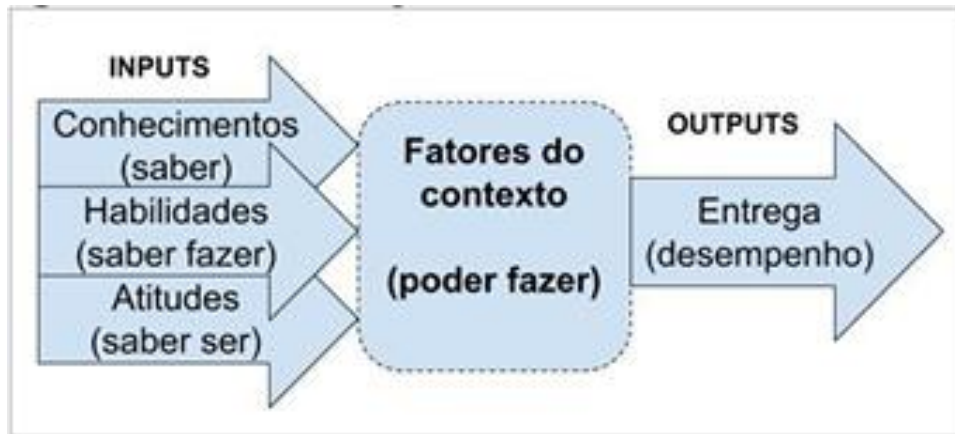 INPUTS
Conhecimentos
(saber)
Habilidades
(saber fazer)
Atitudes
(saber ser)
Fatores do
contexto
(poder fazer)
OUTPUTS
Entrega
(desempenho)